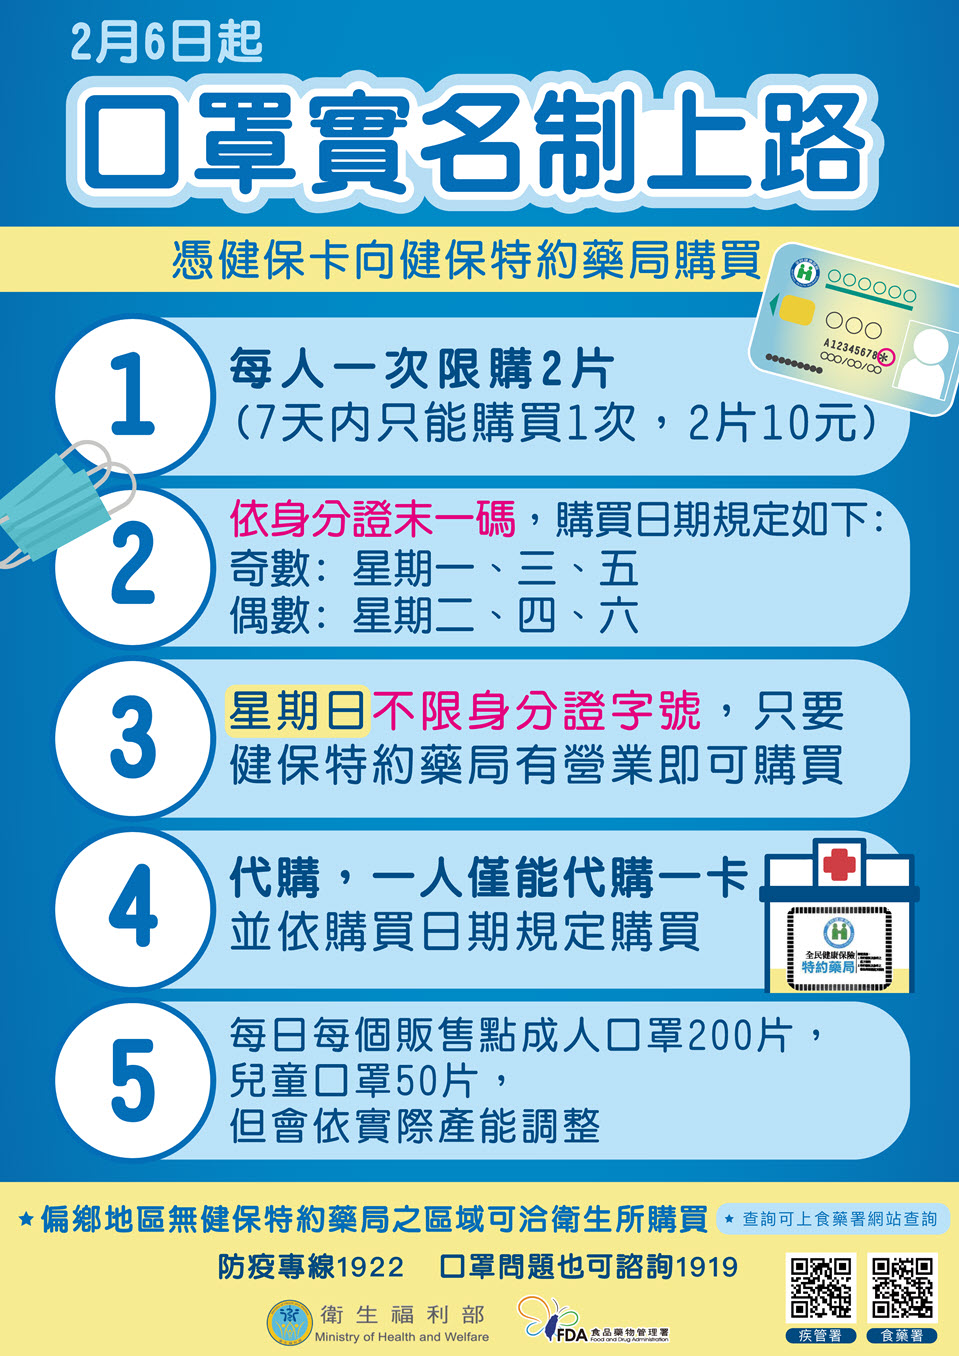 2月6日起
口罩實名制上路
憑健保卡向健保特約藥局購買
○○○○○○
○○○
A12345678*
○○○/○○/○○
1
每人一次限購2片
(7天內只能購買1次，2片10元)
2
依身分證末一碼，購買日期規定如下:
奇數: 星期一、三、五
偶數: 星期二、四、六
3
星期日不限身分證字號，只要
健保特約藥局有營業即可購買
4
代購，一人僅能代購一卡
並依購買日期規定購買
全民健康保險
特約藥局
5
每日每個販售點成人口罩200片，
兒童口罩50片，
但會依實際產能調整
★偏鄉地區無健保特約藥局之區域可洽衛生所購買
★ 查詢可上食藥署網站查詢
防疫專線1922 口罩問題也可諮詢1919
衛生福利部
Ministry of Health and Welfare
FDA 食品藥物管理署
Food and Drug Administration
疾管署
食藥署